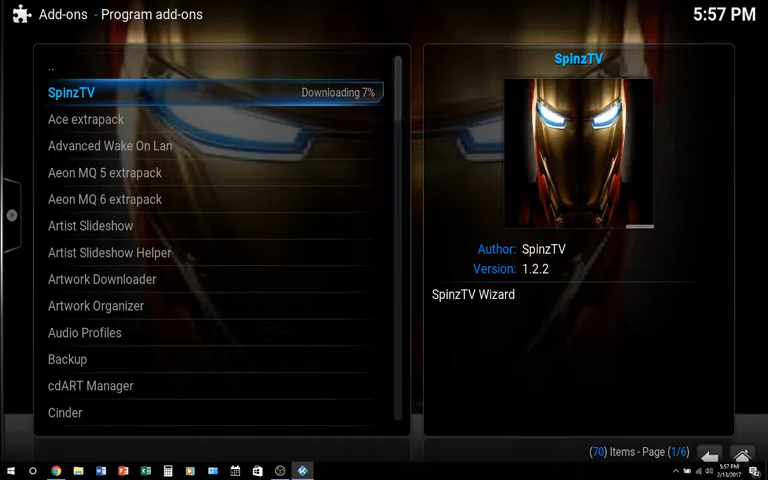 Add-ons - Program add-ons
5:57 PM
..
SpinzTV Downloading 7%
Ace extrapack
Advanced Wake On Lan
Aeon MQ 5 extrapack
Aeon MQ 6 extrapack
Artist Slideshow
Artist Slideshow Helper
Artwork Downloader
Artwork Organizer
Audio Profiles
Backup
cdART Manager
Cinder
SpinzTV
Author: SpinzTV
Version: 1.2.2
SpinzTV Wizard
(70) Items - Page (1/6)
5:57 PM
2/13/2017